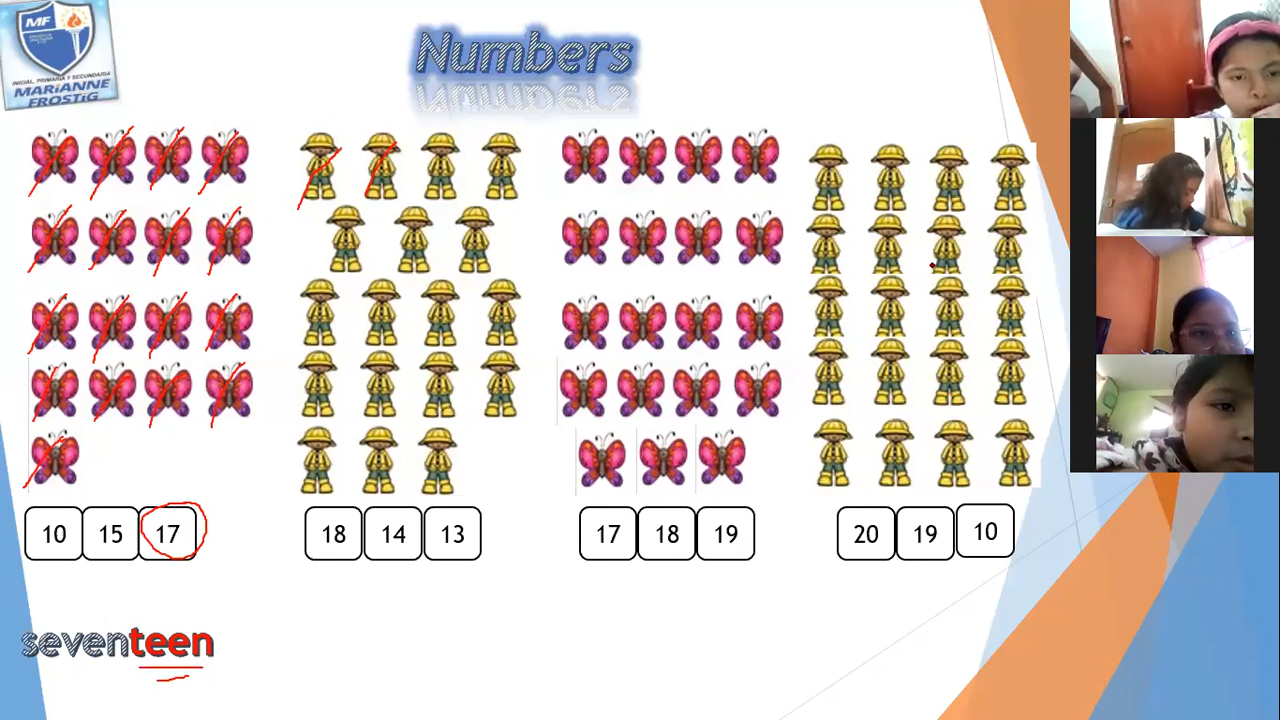 MF
INICIAL, PRIMARIA Y SECUNDARIA
MARIANNE
FROSTIG
Numbers
10 15 17
18 14 13
17 18 19
20 19 10
seventeen